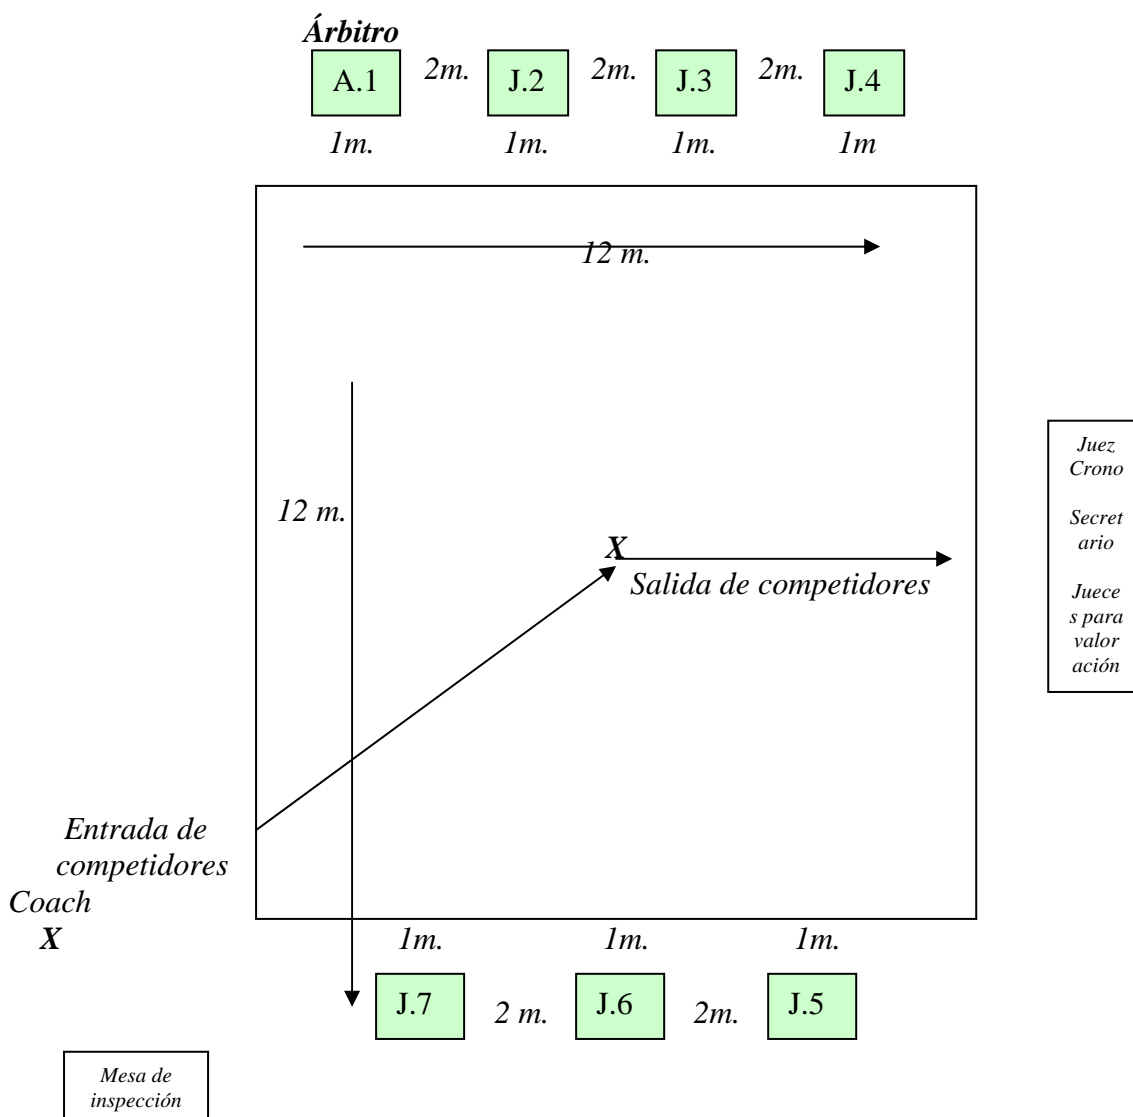 Árbitro
A.1 2m. J.2 2m. J.3 2m. J.4
1m. 1m. 1m. 1m
12 m.
12 m.
X
Salida de competidores
Juez
Crono
Secret
ario
Juece
s para
valor
ación
Entrada de
competidores
Coach
X
1m. 1m. 1m.
J.7 2 m. J.6 2m. J.5
Mesa de
inspección